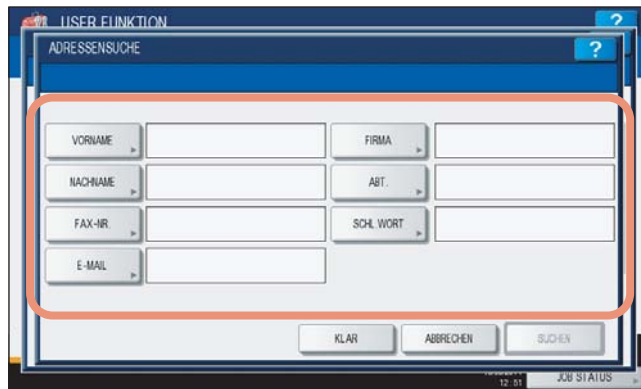 USER FUNKTION
?
ADRESSENSUCHE
?
VORNAME
FIRMA
NACHNAME
ABT.
FAX-NR.
SCHL.WORT
E-MAIL
KLAR
ABBRECHEN
SUCHEN
12:51
JOB STATUS